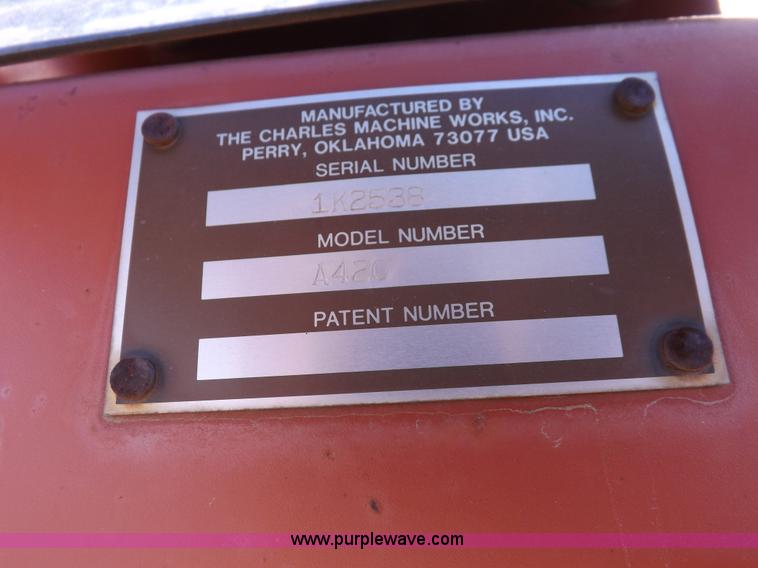 MANUFACTURED BY
THE CHARLES MACHINE WORKS, INC.
PERRY, OKLAHOMA 73077 USA
SERIAL NUMBER
1K2538
MODEL NUMBER
A420
PATENT NUMBER
www.purplewave.com